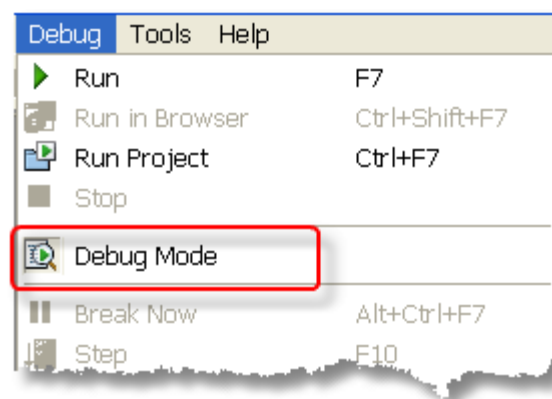 Debug Tools Help
Run F7
Run in Browser Ctrl+Shift+F7
Run Project Ctrl+F7
Stop
Debug Mode
Break Now Alt+Ctrl+F7
Step F10